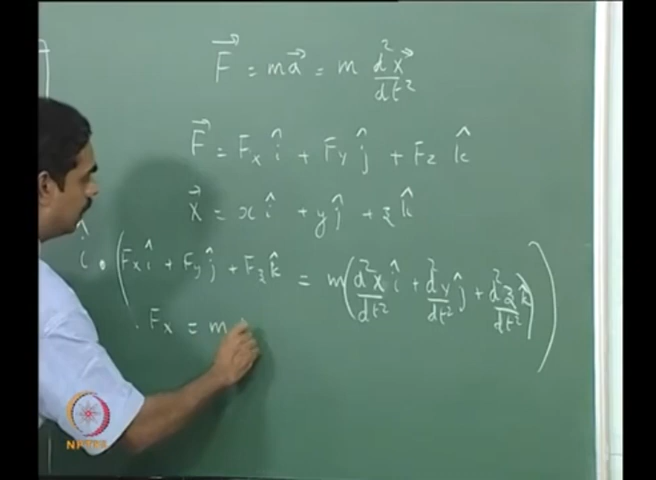 F⃗ = ma⃗ = m d²x⃗/dt²
F⃗ = Fₓ î + Fy ĵ + Fz k̂
x⃗ = x î + y ĵ + z k̂
î · (Fₓ î + Fy ĵ + Fz k̂ = m(d²x/dt² î + d²y/dt² ĵ + d²z/dt² k̂))
Fₓ = m
NPTEL